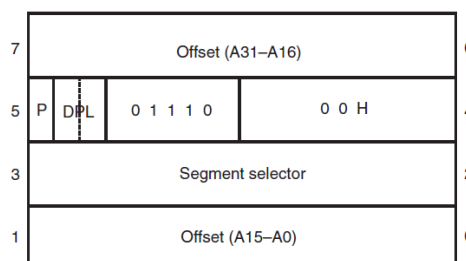 7 Offset (A31–A16)
5 P DPL 0 1 1 1 0 0 0 H
3 Segment selector
1 Offset (A15–A0)